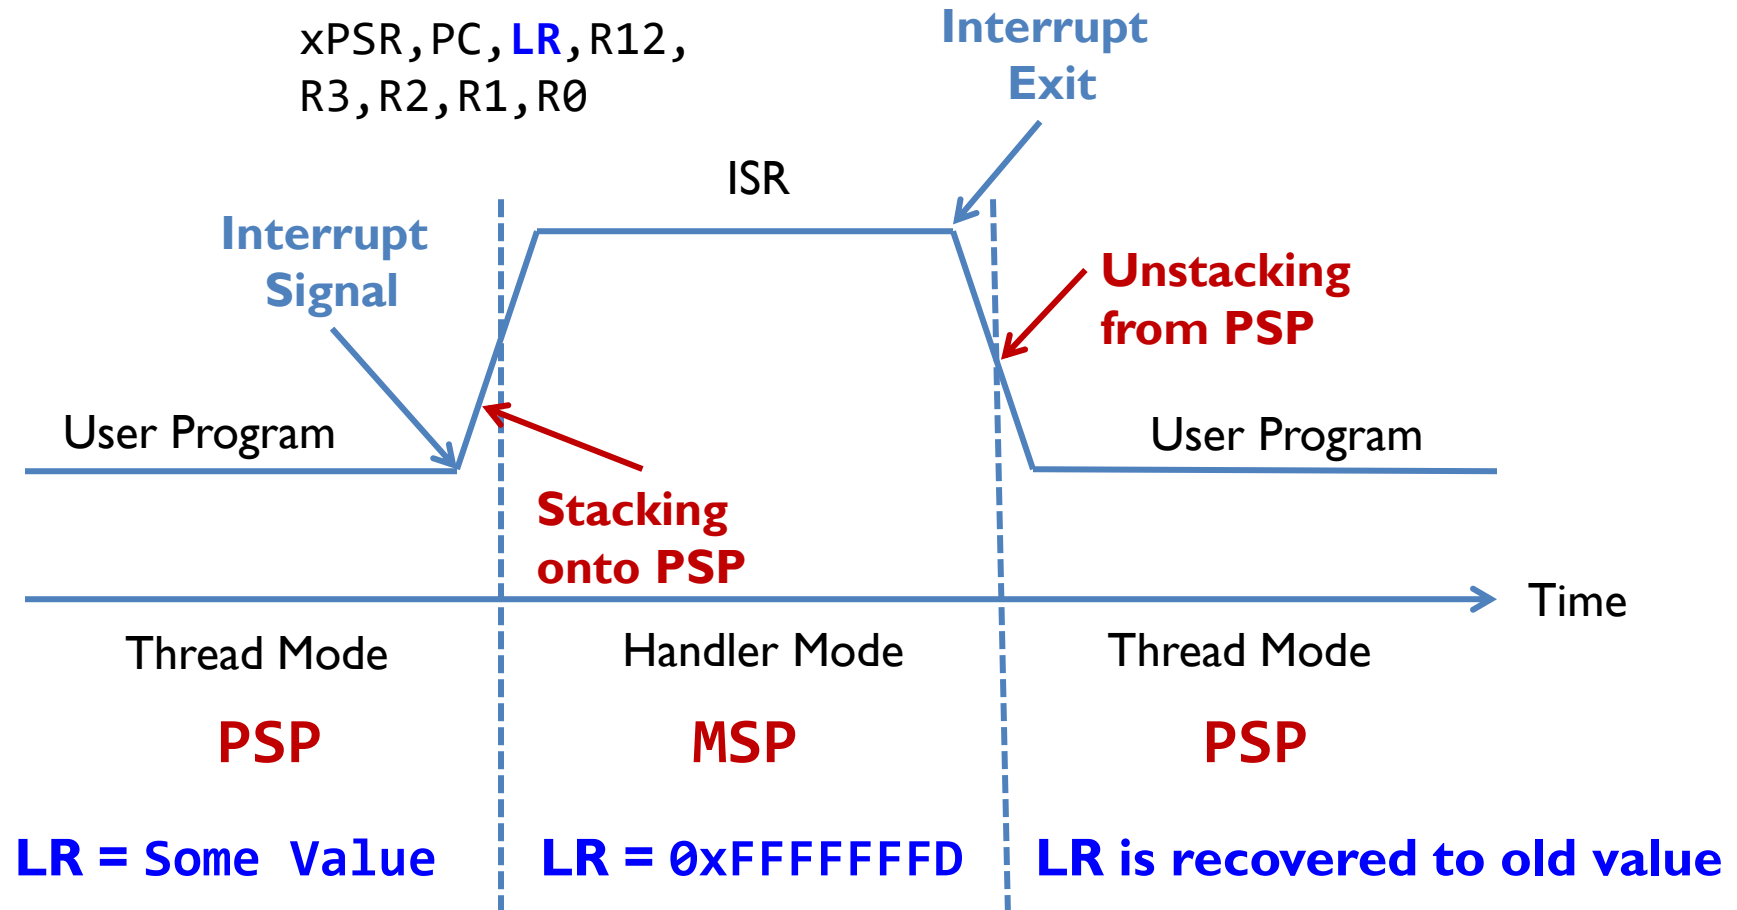 xPSR,PC,LR,R12,
R3,R2,R1,R0
Interrupt
Exit
ISR
Interrupt
Signal
Unstacking
from PSP
User Program
User Program
Stacking
onto PSP
Time
Thread Mode
Handler Mode
Thread Mode
PSP
MSP
PSP
LR = Some Value
LR = 0xFFFFFFFD
LR is recovered to old value